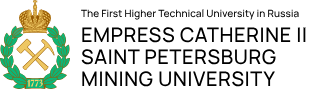 The First Higher Technical University in Russia
EMPRESS CATHERINE II
SAINT PETERSBURG
MINING UNIVERSITY
1773